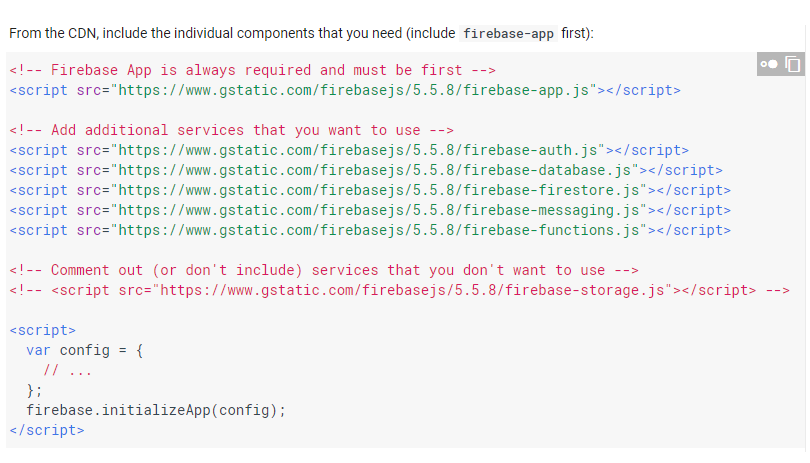 From the CDN, include the individual components that you need (include firebase-app first):
<!-- Firebase App is always required and must be first -->
<script src="https://www.gstatic.com/firebasejs/5.5.8/firebase-app.js"></script>
<!-- Add additional services that you want to use -->
<script src="https://www.gstatic.com/firebasejs/5.5.8/firebase-auth.js"></script>
<script src="https://www.gstatic.com/firebasejs/5.5.8/firebase-database.js"></script>
<script src="https://www.gstatic.com/firebasejs/5.5.8/firebase-firestore.js"></script>
<script src="https://www.gstatic.com/firebasejs/5.5.8/firebase-messaging.js"></script>
<script src="https://www.gstatic.com/firebasejs/5.5.8/firebase-functions.js"></script>
<!-- Comment out (or don't include) services that you don't want to use -->
<!-- <script src="https://www.gstatic.com/firebasejs/5.5.8/firebase-storage.js"></script> -->
<script>
  var config = {
    // ...
  };
  firebase.initializeApp(config);
</script>